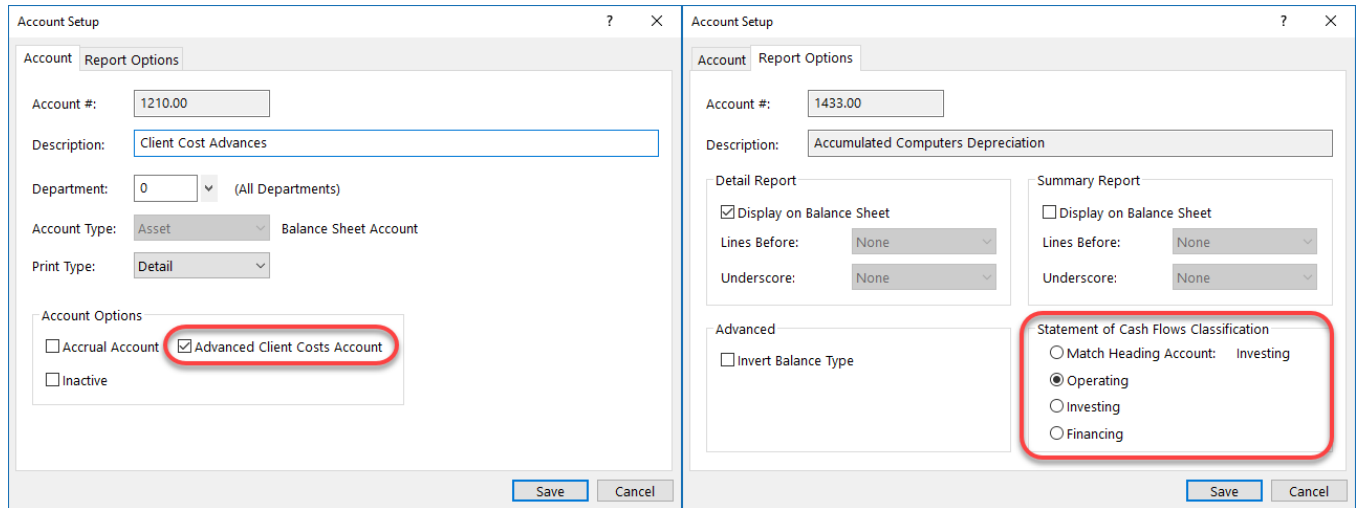 Account Setup ? ×
Account Report Options
Account #: 1210.00
Description: Client Cost Advances
Department: 0 (All Departments)
Account Type: Asset Balance Sheet Account
Print Type: Detail
Account Options
Accrual Account Advanced Client Costs Account
Inactive
Save Cancel
Account Setup ? ×
Account Report Options
Account #: 1433.00
Description: Accumulated Computers Depreciation
Detail Report
Display on Balance Sheet
Lines Before: None
Underscore: None
Summary Report
Display on Balance Sheet
Lines Before: None
Underscore: None
Advanced
Invert Balance Type
Statement of Cash Flows Classification
Match Heading Account: Investing
Operating
Investing
Financing
Save Cancel